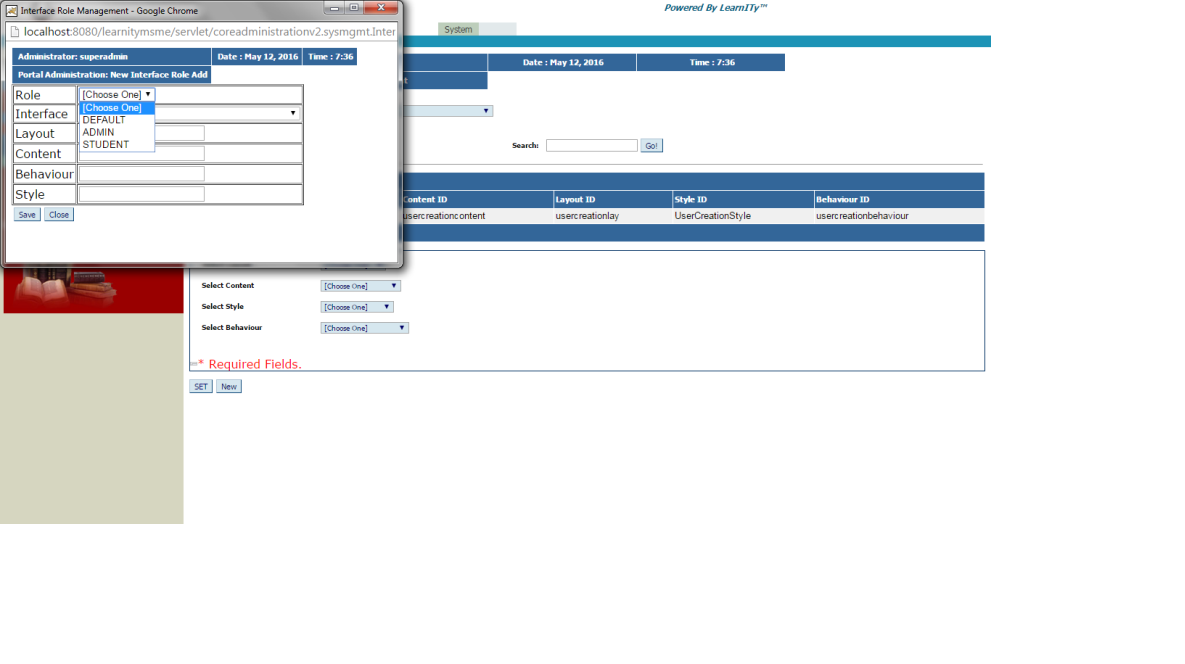 Interface Role Management - Google Chrome
localhost:8080/learnitymsme/servlet/coreadministrationv2.sysmgmt.Inter
Administrator: superadmin Date : May 12, 2016 Time : 7:36
Portal Administration: New Interface Role Add
Role [Choose One]
[Choose One]
DEFAULT
ADMIN
STUDENT
Interface
Layout
Content
Behaviour
Style
Save Close
Powered By LearnITy™
System
Date : May 12, 2016 Time : 7:36
Search: Go!
Content ID Layout ID Style ID Behaviour ID
usercreationcontent usercreationlay UserCreationStyle usercreationbehaviour
Select Content [Choose One]
Select Style [Choose One]
Select Behaviour [Choose One]
* Required Fields.
SET New